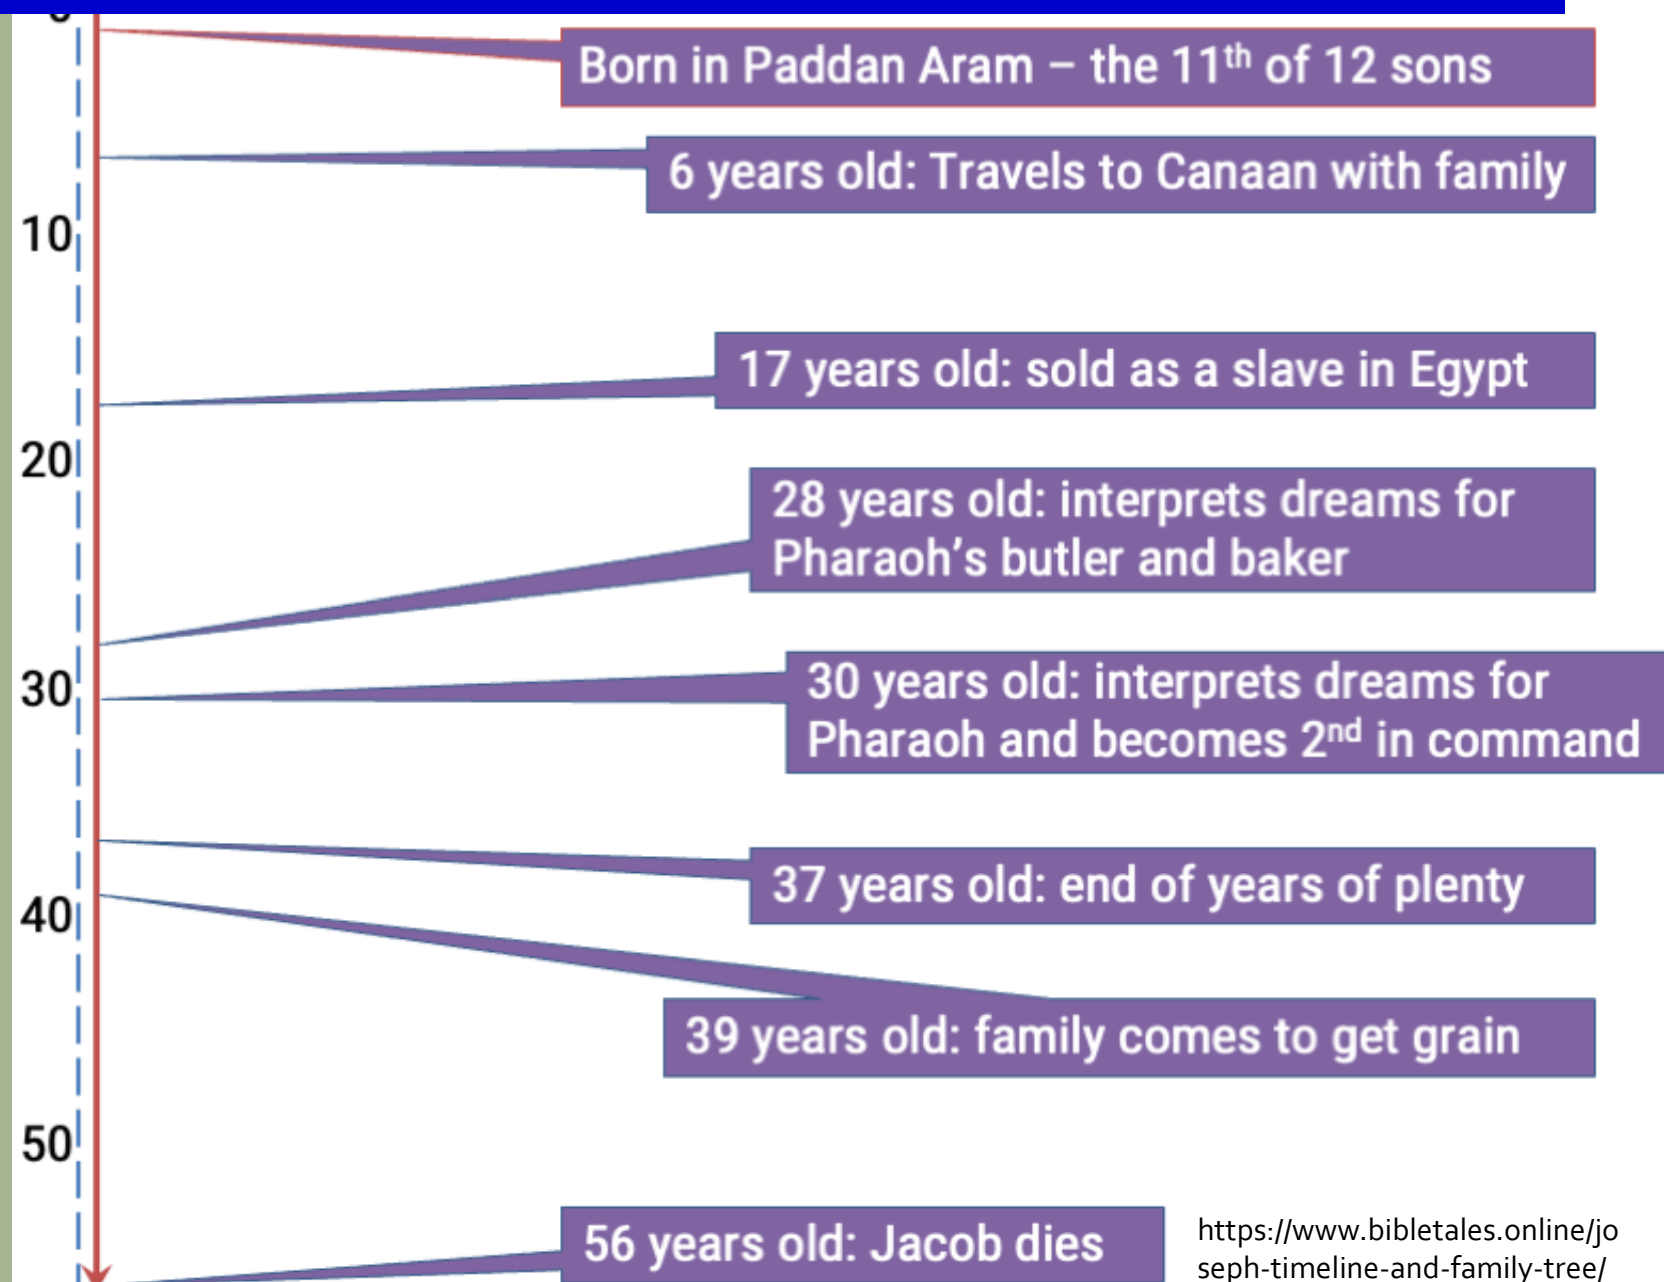 Born in Paddan Aram – the 11th of 12 sons
6 years old: Travels to Canaan with family
10
17 years old: sold as a slave in Egypt
20
28 years old: interprets dreams for
Pharaoh’s butler and baker
30
30 years old: interprets dreams for
Pharaoh and becomes 2nd in command
37 years old: end of years of plenty
40
39 years old: family comes to get grain
50
56 years old: Jacob dies
https://www.bibletales.online/jo
seph-timeline-and-family-tree/